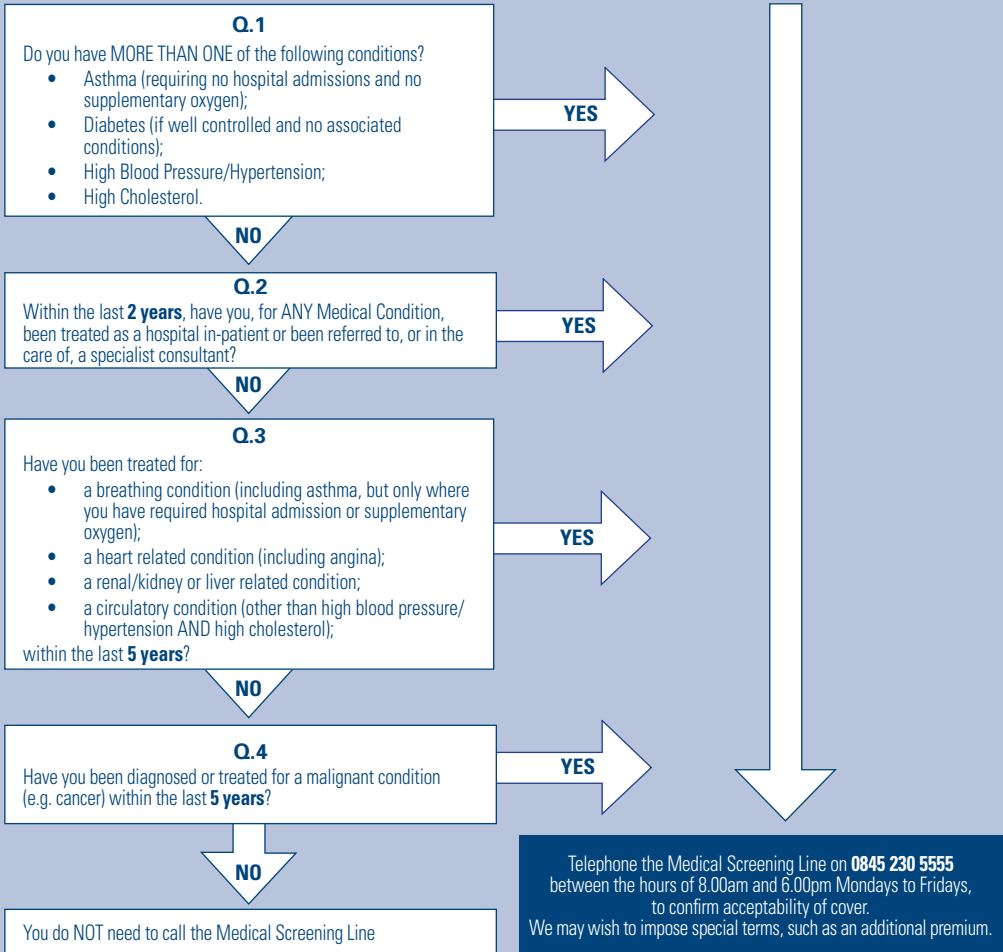 Q.1
Do you have MORE THAN ONE of the following conditions?
• Asthma (requiring no hospital admissions and no
supplementary oxygen);
• Diabetes (if well controlled and no associated
conditions);
• High Blood Pressure/Hypertension;
• High Cholesterol.
YES
NO
Q.2
Within the last 2 years, have you, for ANY Medical Condition,
been treated as a hospital in-patient or been referred to, or in the
care of, a specialist consultant?
YES
NO
Q.3
Have you been treated for:
• a breathing condition (including asthma, but only where
you have required hospital admission or supplementary
oxygen);
• a heart related condition (including angina);
• a renal/kidney or liver related condition;
• a circulatory condition (other than high blood pressure/
hypertension AND high cholesterol);
within the last 5 years?
YES
NO
Q.4
Have you been diagnosed or treated for a malignant condition
(e.g. cancer) within the last 5 years?
YES
NO
You do NOT need to call the Medical Screening Line
Telephone the Medical Screening Line on 0845 230 5555
between the hours of 8.00am and 6.00pm Mondays to Fridays,
to confirm acceptability of cover.
We may wish to impose special terms, such as an additional premium.